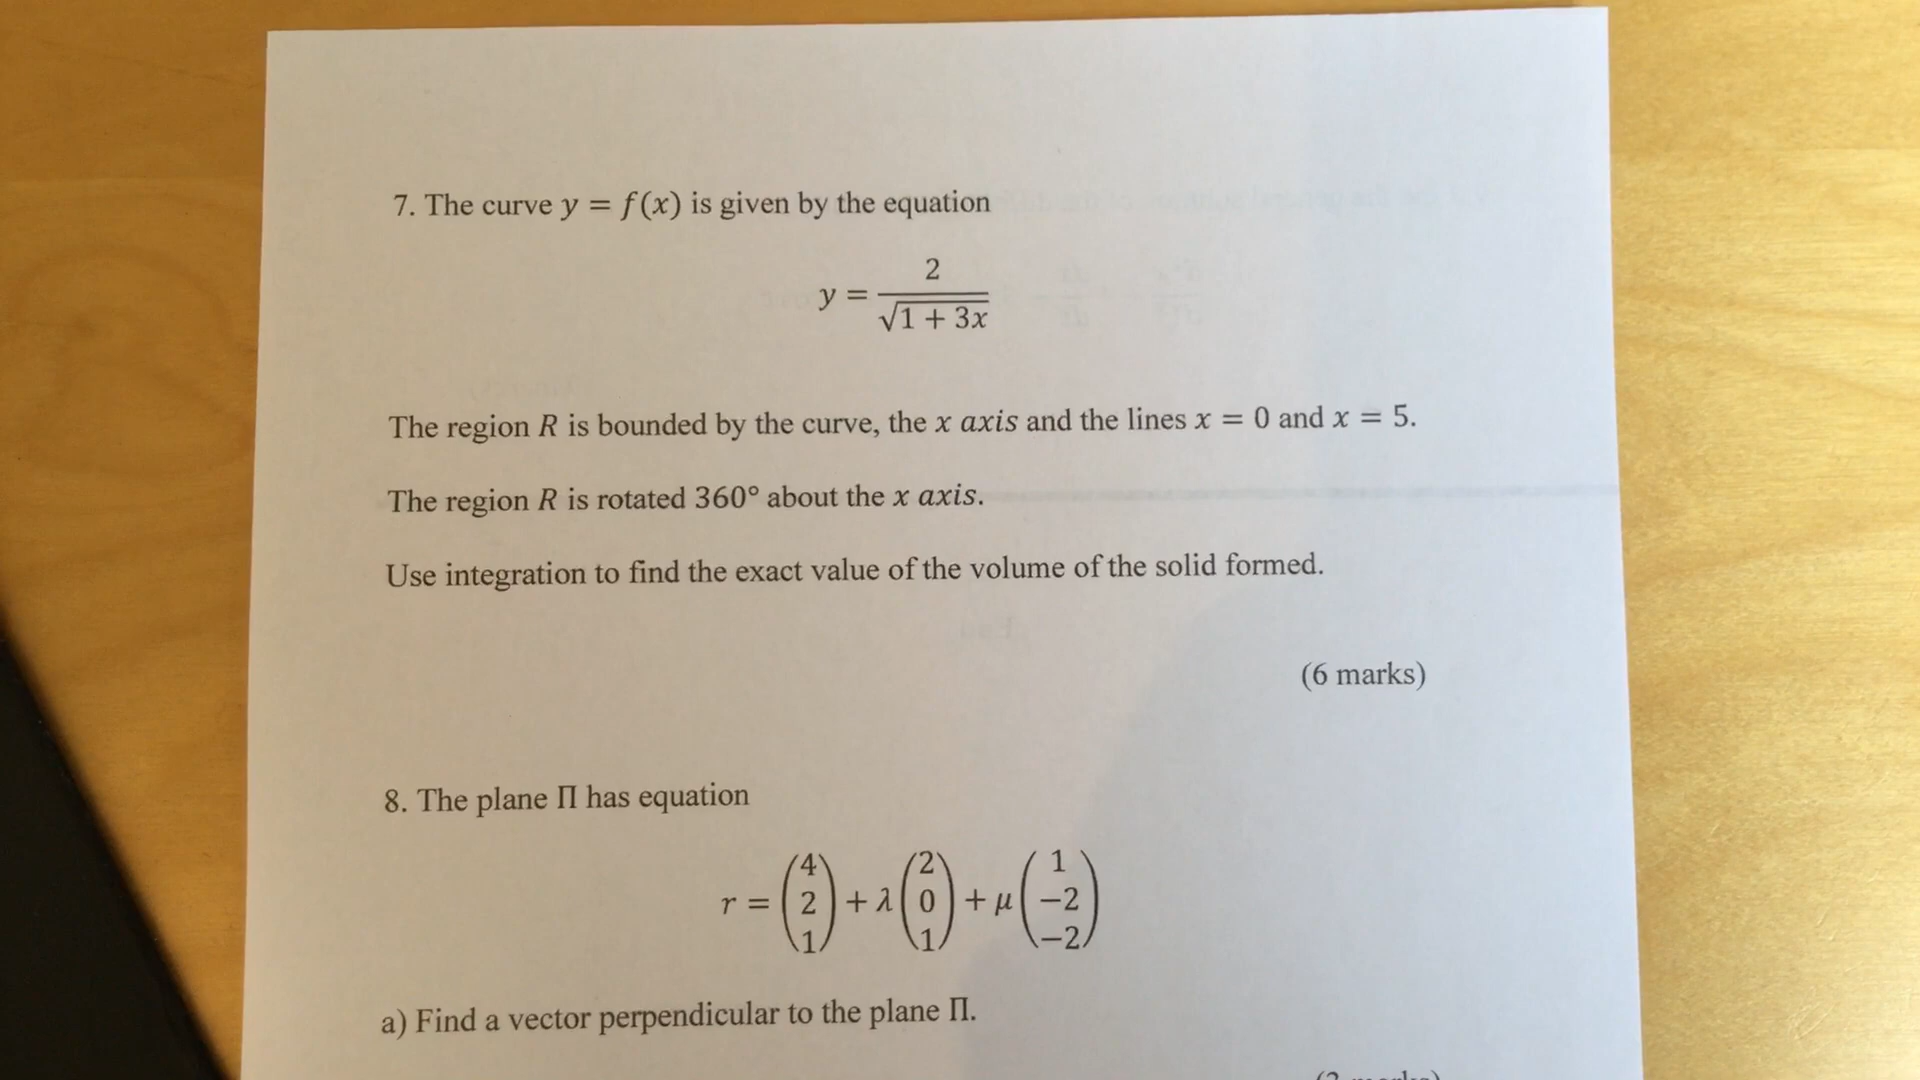 7. The curve y = f(x) is given by the equation
y = 2 / √(1 + 3x)
The region R is bounded by the curve, the x axis and the lines x = 0 and x = 5.
The region R is rotated 360° about the x axis.
Use integration to find the exact value of the volume of the solid formed.
(6 marks)
8. The plane Π has equation
r = (4 2 1) + λ (2 0 1) + μ (1 −2 −2)
a) Find a vector perpendicular to the plane Π.